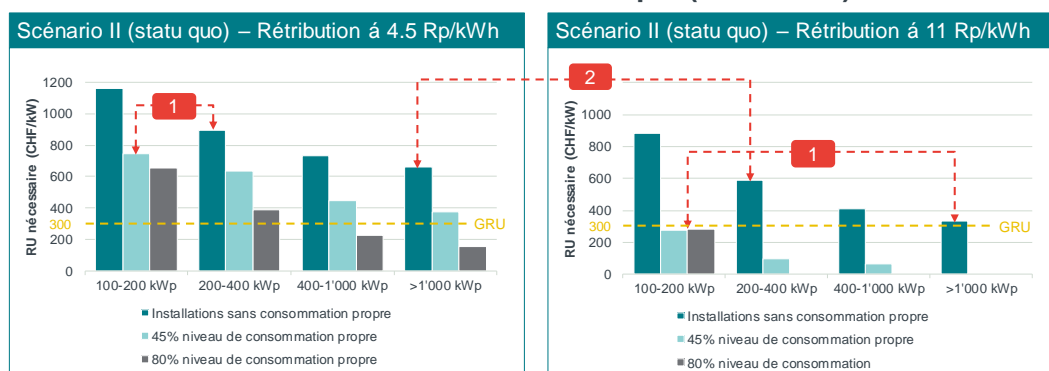 Scénario II (statu quo) – Rétribution á 4.5 Rp/kWh
RU nécessaire (CHF/kW)
1200
1000
800
600
400
300
200
0
1
GRU
100-200 kWp
200-400 kWp
400-1'000 kWp
>1'000 kWp
Installations sans consommation propre
45% niveau de consommation propre
80% niveau de consommation propre
2
Scénario II (statu quo) – Rétribution á 11 Rp/kWh
RU nécessaire (CHF/kW)
1200
1000
800
600
400
300
200
0
1
GRU
100-200 kWp
200-400 kWp
400-1'000 kWp
>1'000 kWp
Installations sans consommation propre
45% niveau de consommation propre
80% niveau de consommation